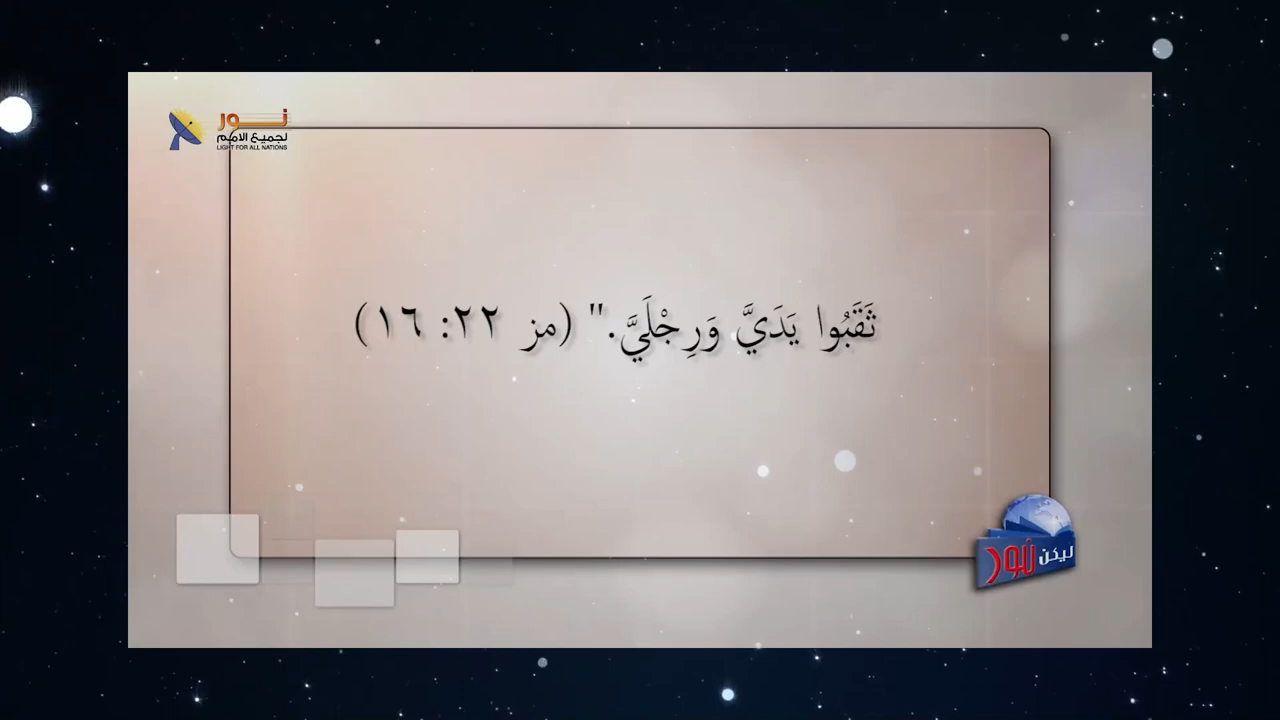 نور
لجميع الامم
LIGHT FOR ALL NATIONS
ثَقَبُوا يَدَيَّ وَرِجْلَيَّ." (مز ٢٢: ١٦)
ليكن نور